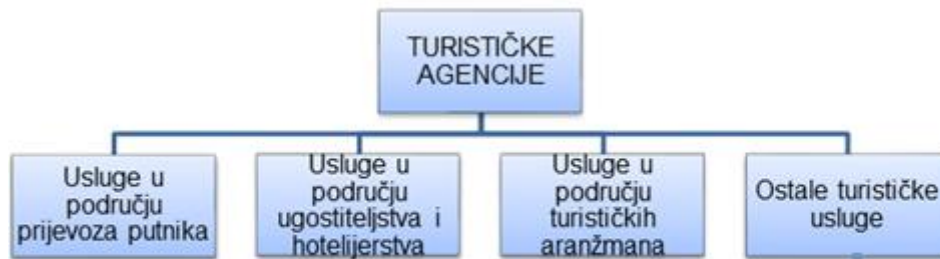 TURISTIČKE
AGENCIJE
Usluge u
području
prijevoza putnika
Usluge u
području
ugostiteljstva i
hotelijerstva
Usluge u
području
turističkih
aranžmana
Ostale turističke
usluge